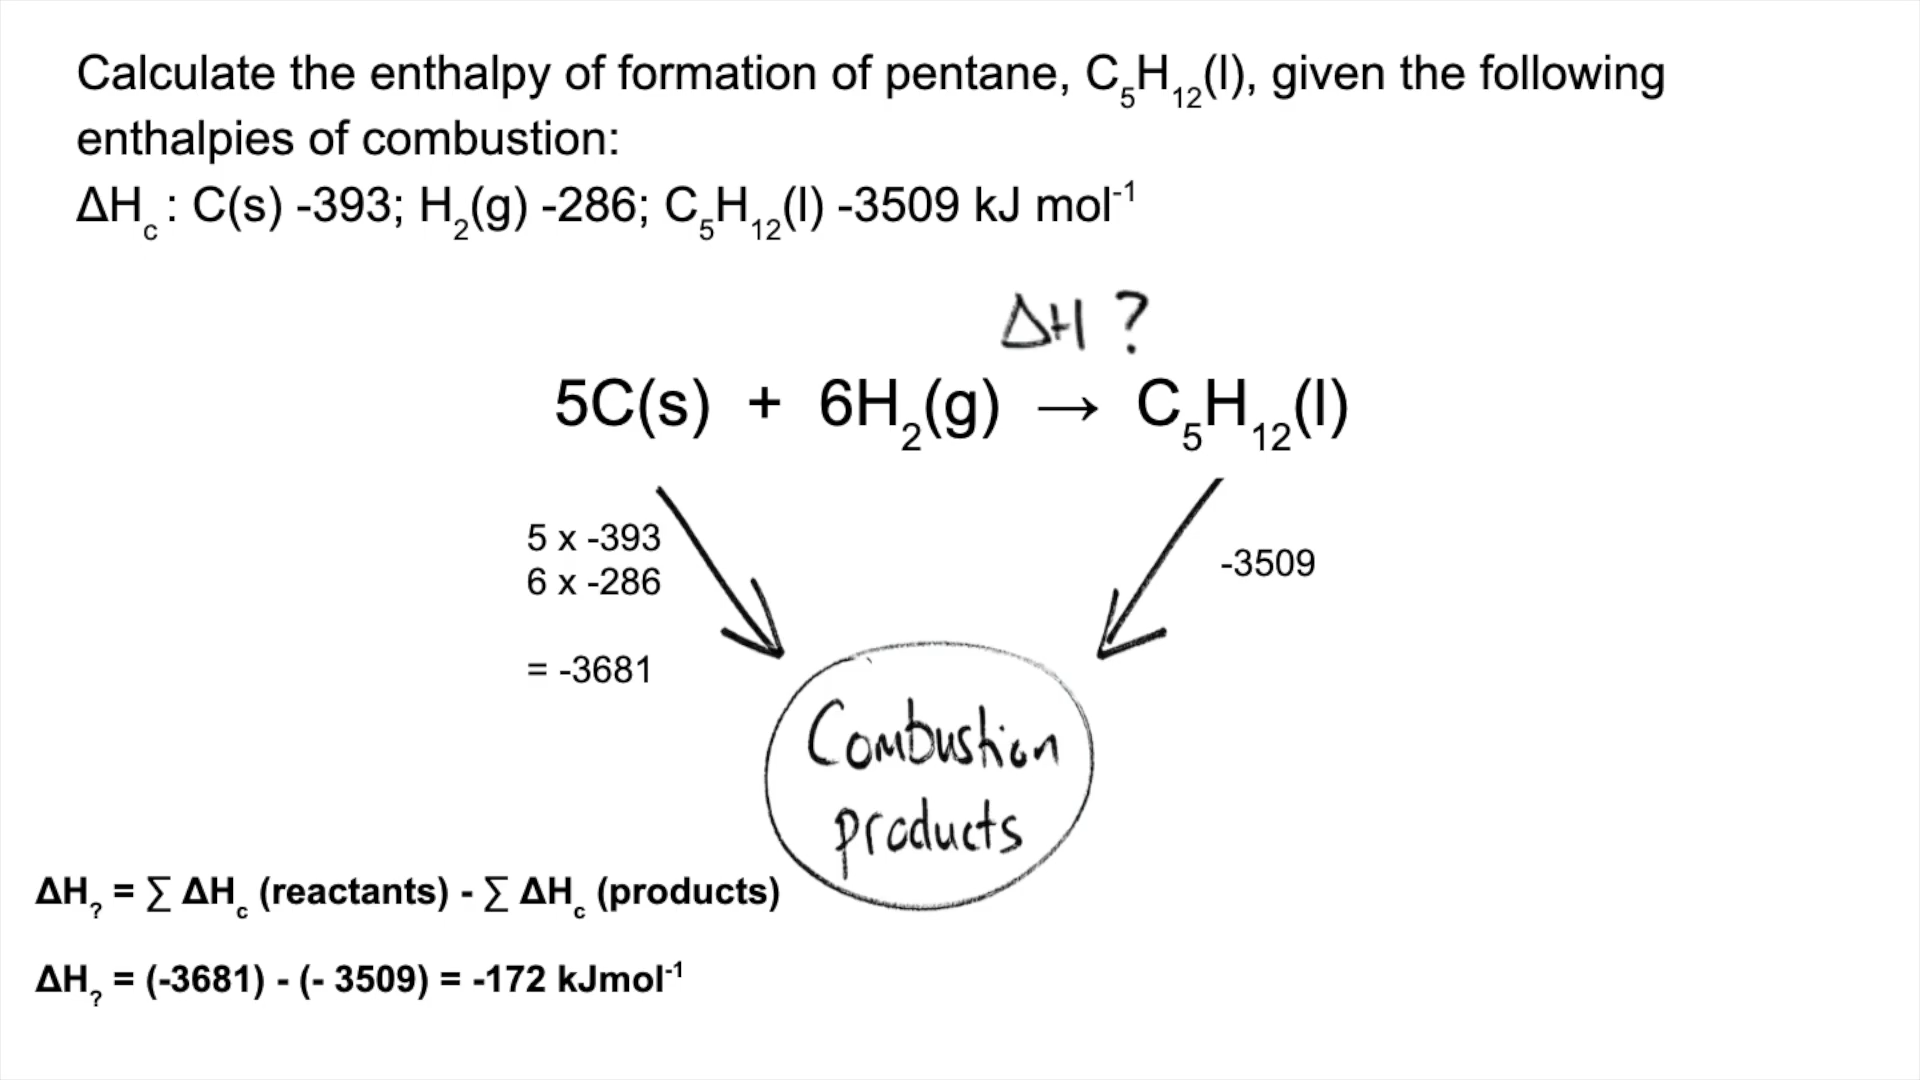 Calculate the enthalpy of formation of pentane, C₅H₁₂(l), given the following
enthalpies of combustion:
ΔH꜀ : C(s) -393; H₂(g) -286; C₅H₁₂(l) -3509 kJ mol⁻¹
ΔH ?
5C(s) + 6H₂(g) → C₅H₁₂(l)
5 x -393
6 x -286
-3509
= -3681
Combustion
products
ΔH? = ∑ ΔHc (reactants) - ∑ ΔHc (products)
ΔH? = (-3681) - (- 3509) = -172 kJmol⁻¹